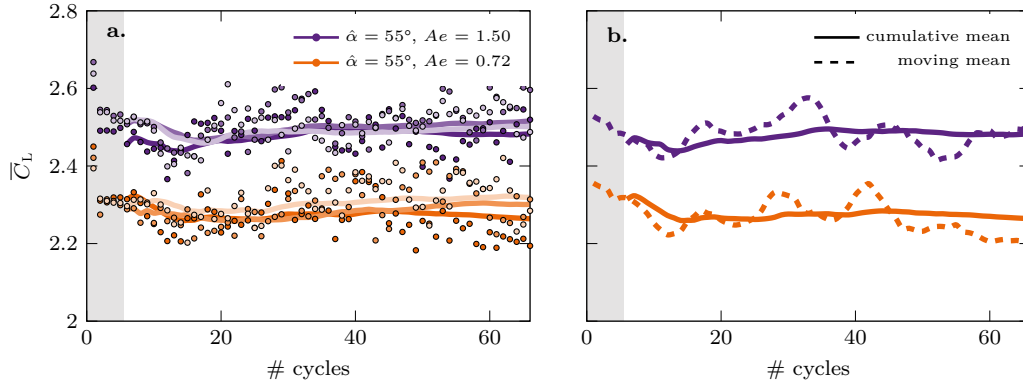 2.8
2.6
2.4
2.2
2
C̅L
a.
α̂ = 55°, Ae = 1.50
α̂ = 55°, Ae = 0.72
0 20 40 60
# cycles
b.
cumulative mean
moving mean
0 20 40 60
# cycles